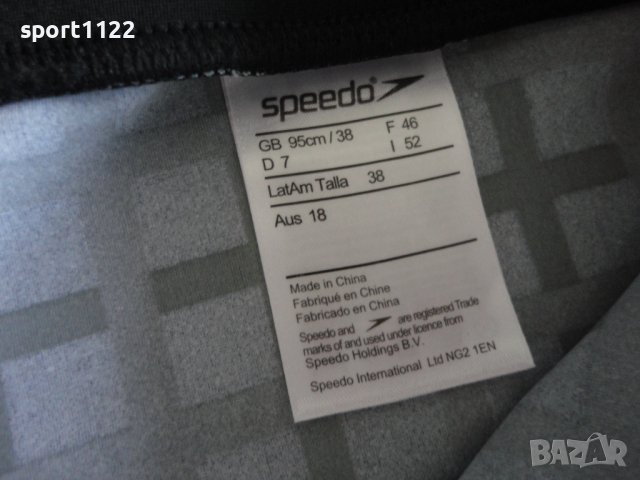 sport1122
speedo®
GB 95cm / 38 F 46
D 7 I 52
LatAm Talla 38
Aus 18
Made in China
Fabriqué en Chine
Fabricado en China
Speedo and are registered Trade
marks of and used under licence from
Speedo Holdings B.V.
Speedo International Ltd NG2 1EN
BAZAR